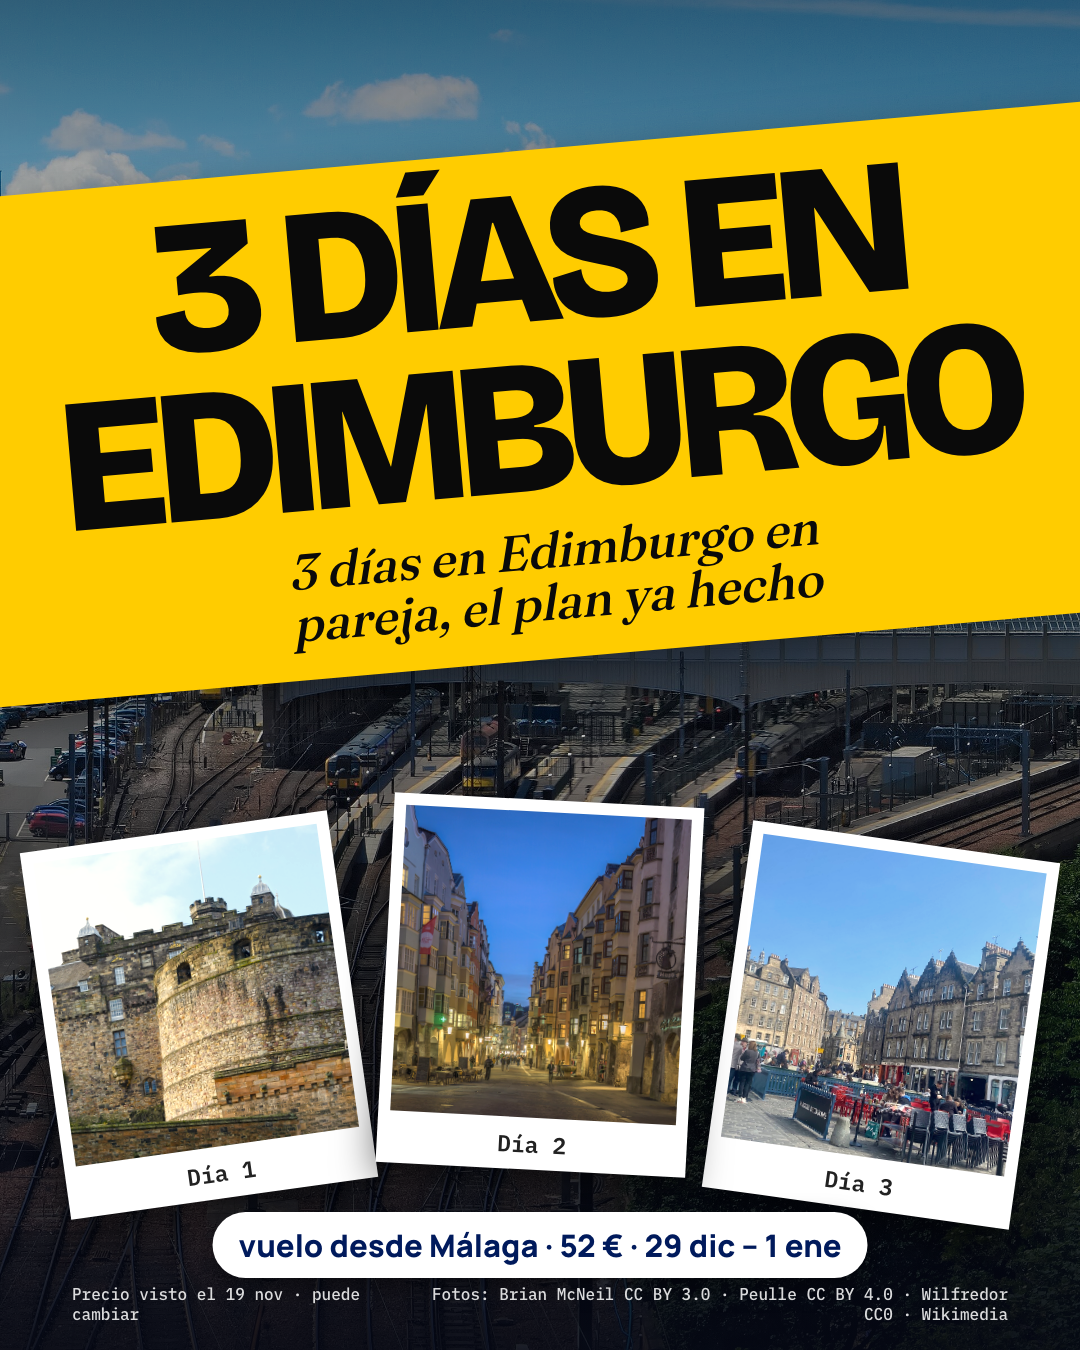 3 DÍAS EN
EDIMBURGO
3 días en Edimburgo en
pareja, el plan ya hecho
Día 1
Día 2
Día 3
vuelo desde Málaga · 52 € · 29 dic – 1 ene
Precio visto el 19 nov · puede
cambiar
Fotos: Brian McNeil CC BY 3.0 · Peulle CC BY 4.0 · Wilfredor
CC0 · Wikimedia